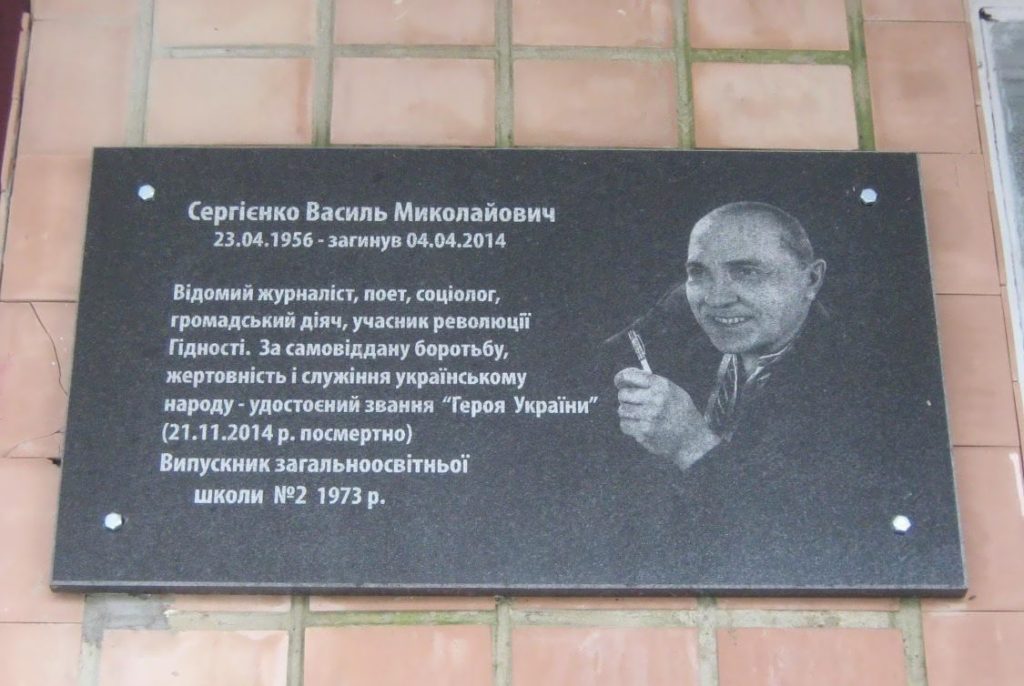 Сергієнко Василь Миколайович
23.04.1956 - загинув 04.04.2014
Відомий журналіст, поет, соціолог,
громадський діяч, учасник революції
Гідності. За самовіддану боротьбу,
жертовність і служіння українському
народу - удостоєний звання “Героя України”
(21.11.2014 р. посмертно)
Випускник загальноосвітньої
школи №2 1973 р.